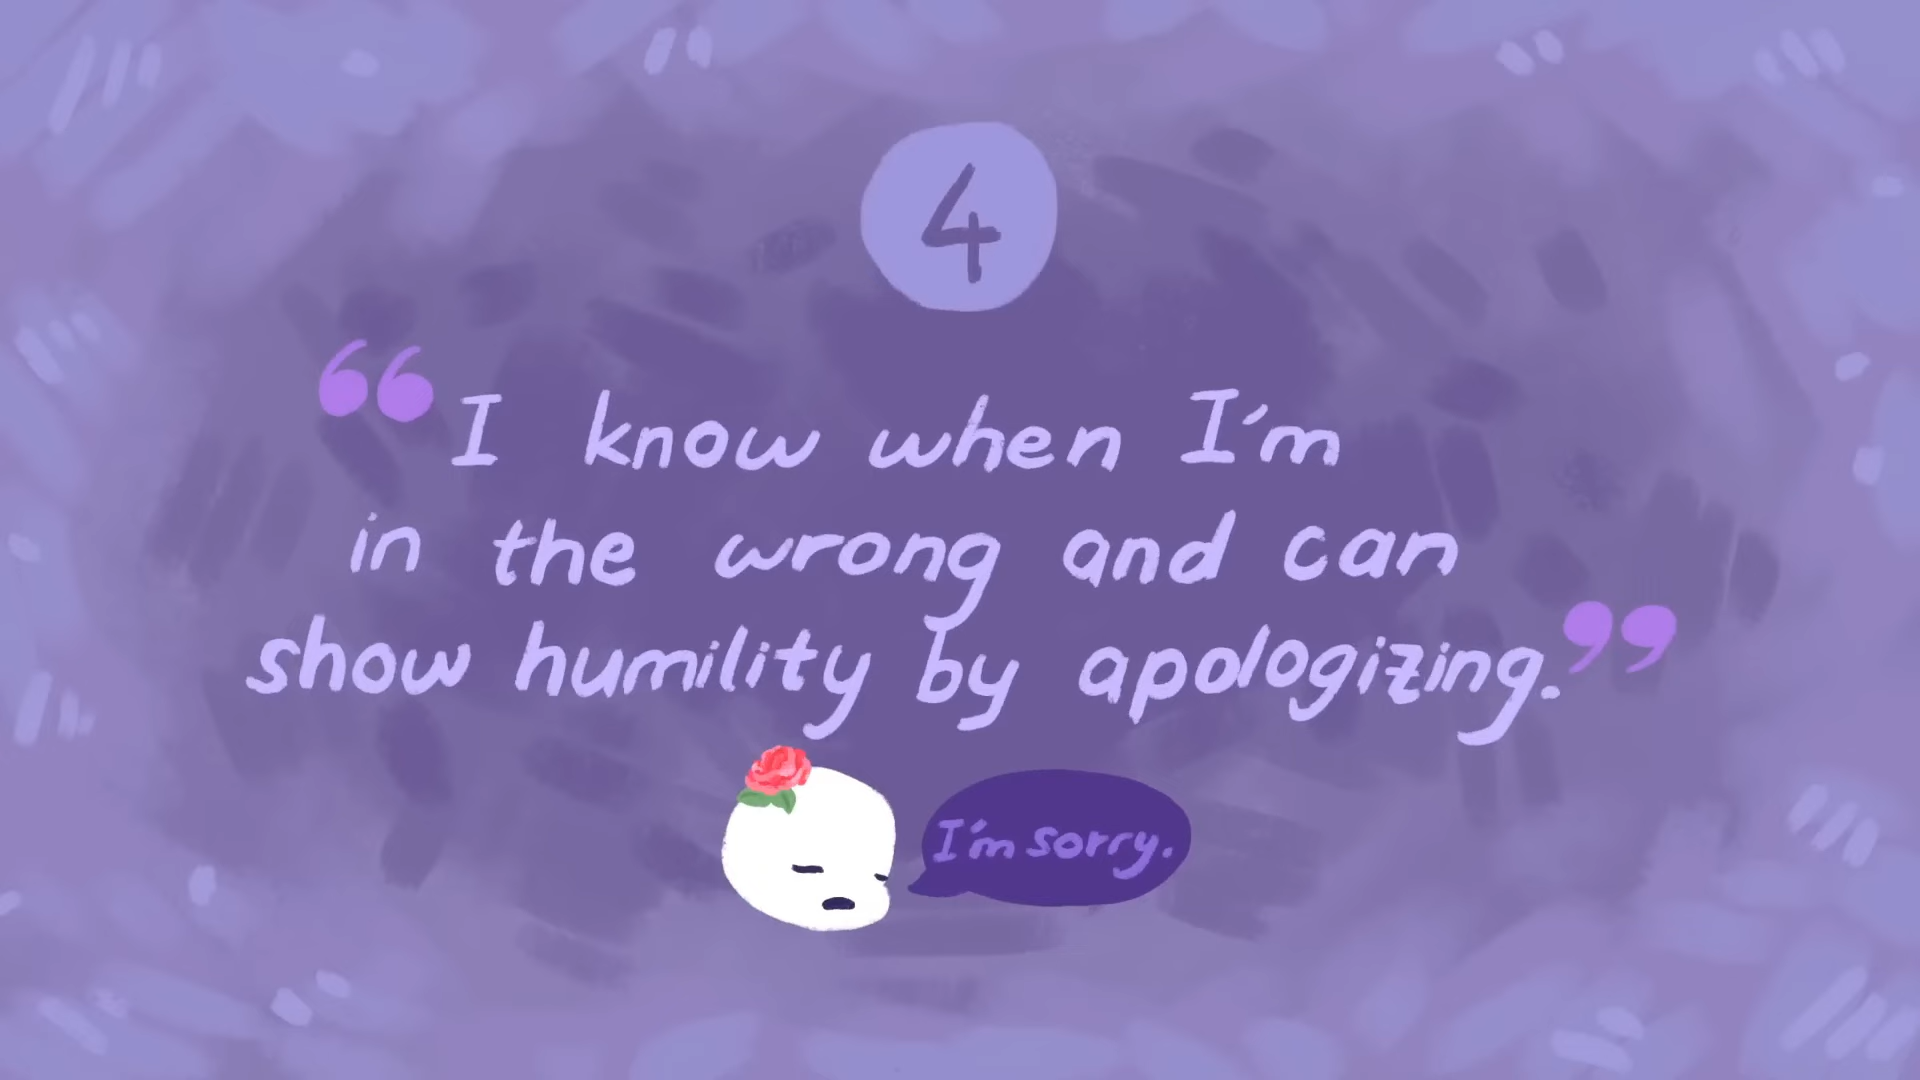 4
“I know when I'm
in the wrong and can
show humility by apologizing.”
I'm sorry.